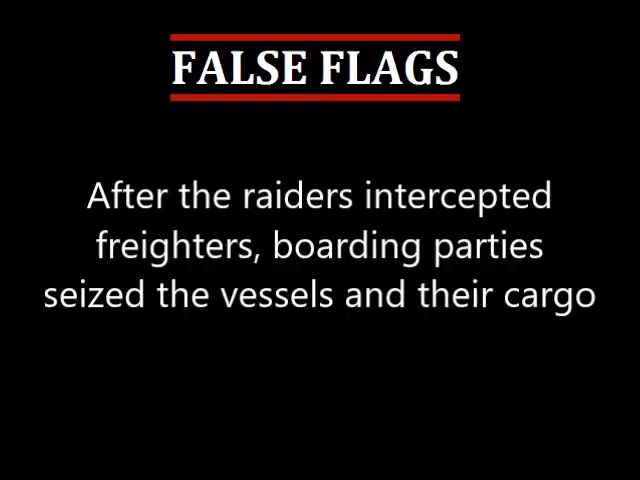 FALSE FLAGS
After the raiders intercepted
freighters, boarding parties
seized the vessels and their cargo